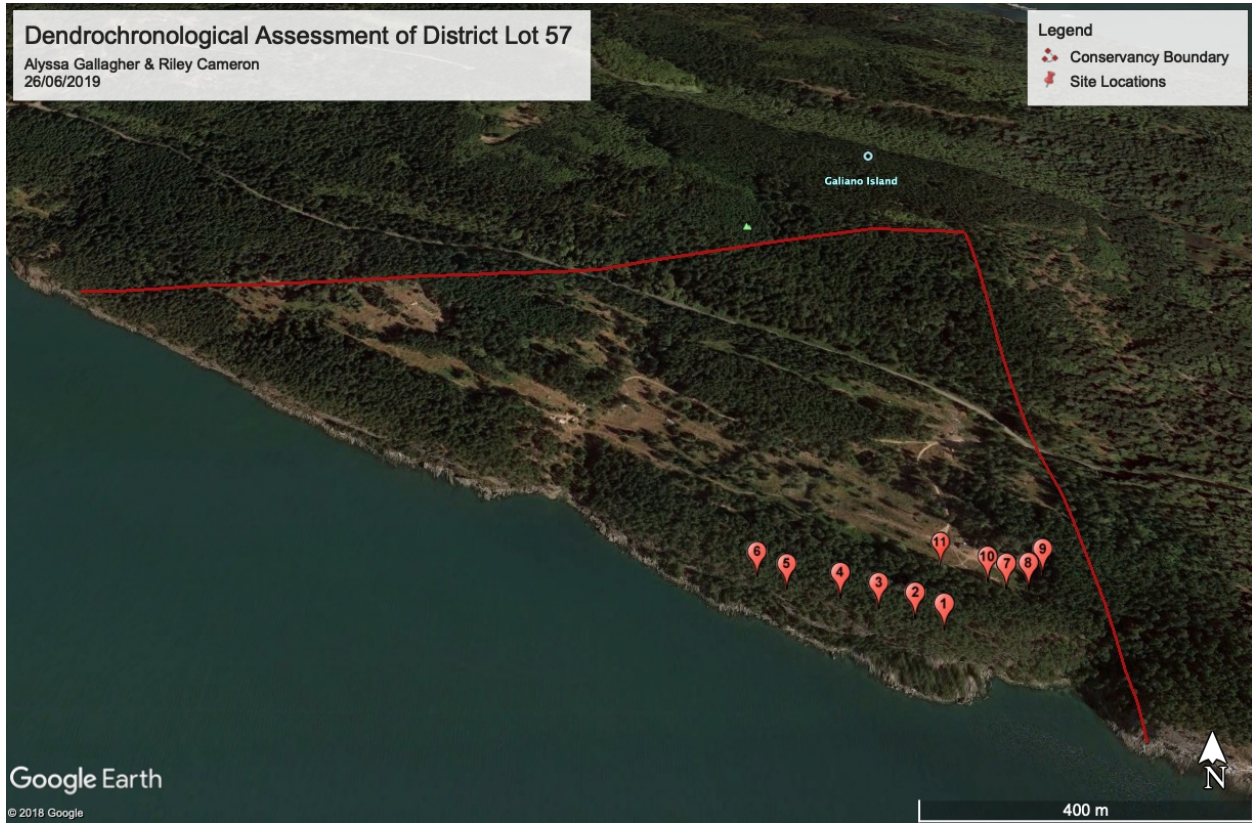 Dendrochronological Assessment of District Lot 57
Alyssa Gallagher & Riley Cameron
26/06/2019
Legend
Conservancy Boundary
Site Locations
Galiano Island
11
6
5
4
3
2
1
10
7
8
9
N
Google Earth
© 2018 Google
400 m